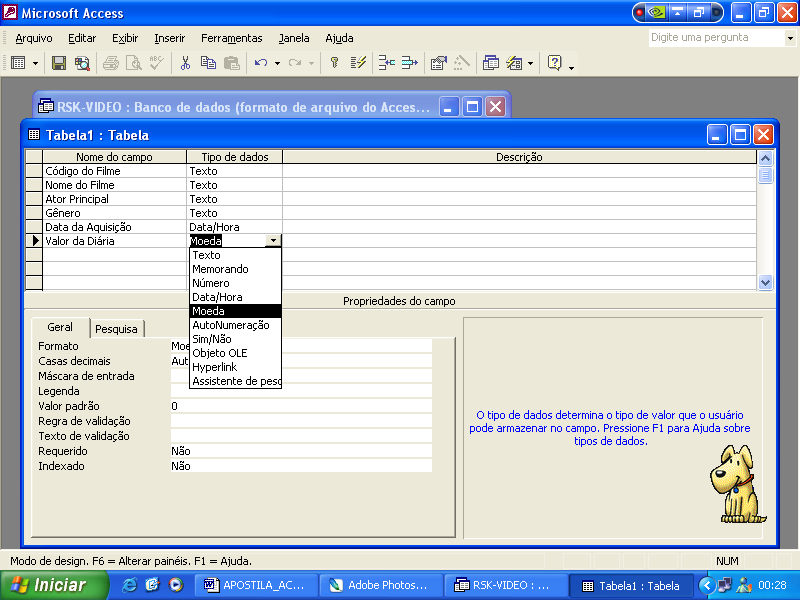 Microsoft Access
Arquivo Editar Exibir Inserir Ferramentas Janela Ajuda
Digite uma pergunta
RSK-VIDEO : Banco de dados (formato de arquivo do Acces...
Tabela1 : Tabela
Nome do campo Tipo de dados Descrição
Código do Filme Texto
Nome do Filme Texto
Ator Principal Texto
Gênero Texto
Data da Aquisição Data/Hora
Valor da Diária Moeda
Texto
Memorando
Número
Data/Hora
Moeda
AutoNumeração
Sim/Não
Objeto OLE
Hyperlink
Assistente de pesc
Propriedades do campo
Geral Pesquisa
Formato Moe
Casas decimais Aut
Máscara de entrada
Legenda
Valor padrão 0
Regra de validação
Texto de validação
Requerido Não
Indexado Não
O tipo de dados determina o tipo de valor que o usuário
pode armazenar no campo. Pressione F1 para Ajuda sobre
tipos de dados.
Modo de design. F6 = Alterar painéis. F1 = Ajuda. NUM
Iniciar APOSTILA_AC... Adobe Photos... RSK-VIDEO : ... Tabela1 : Tabela 00:28